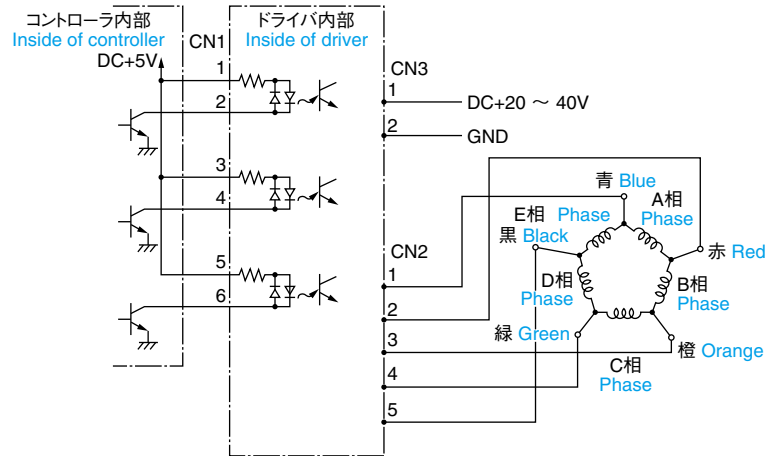 コントローラ内部
Inside of controller
DC+5V
CN1
ドライバ内部
Inside of driver
1
2
3
4
5
6
CN3
1
DC+20 ~ 40V
2
GND
CN2
1
2
3
4
5
青 Blue
A相
Phase
E相 Phase
黒 Black
赤 Red
D相
Phase
B相
Phase
緑 Green
橙 Orange
C相
Phase